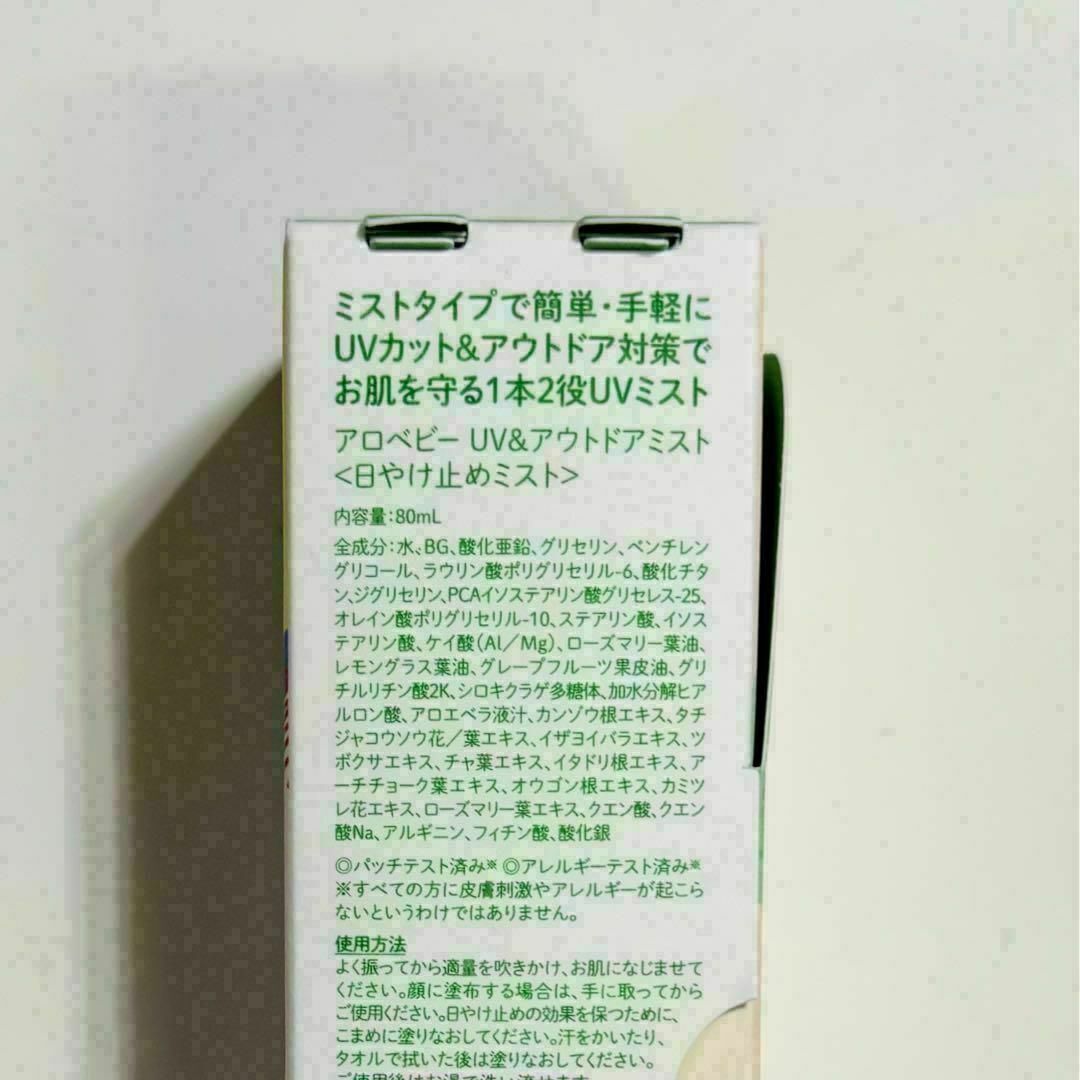 ミストタイプで簡単・手軽に
UVカット&アウトドア対策で
お肌を守る1本2役UVミスト
アロベビー UV&アウトドアミスト
<日やけ止めミスト>
内容量:80mL
全成分:水、BG、酸化亜鉛、グリセリン、ペンチレン
グリコール、ラウリン酸ポリグリセリル-6、酸化チタ
ン、ジグリセリン、PCAイソステアリン酸グリセレス-25、
オレイン酸ポリグリセリル-10、ステアリン酸、イソス
テアリン酸、ケイ酸(Al/Mg)、ローズマリー葉油、
レモングラス葉油、グレープフルーツ果皮油、グリ
チルリチン酸2K、シロキクラゲ多糖体、加水分解ヒア
ルロン酸、アロエベラ液汁、カンゾウ根エキス、タチ
ジャコウソウ花/葉エキス、イザヨイバラエキス、ツ
ボクサエキス、チャ葉エキス、イタドリ根エキス、ア
ーチチョーク葉エキス、オウゴン根エキス、カミツ
レ花エキス、ローズマリー葉エキス、クエン酸、クエン
酸Na、アルギニン、フィチン酸、酸化銀
◎パッチテスト済み※ ◎アレルギーテスト済み※
※すべての方に皮膚刺激やアレルギーが起こら
ないというわけではありません。
使用方法
よく振ってから適量を吹きかけ、お肌になじませて
ください。顔に塗布する場合は、手に取ってから
ご使用ください。日やけ止めの効果を保つために、
こまめに塗りなおしてください。汗をかいたり、
タオルで拭いた後は塗りなおしてください。
ご使用後はお湯で洗い流せます